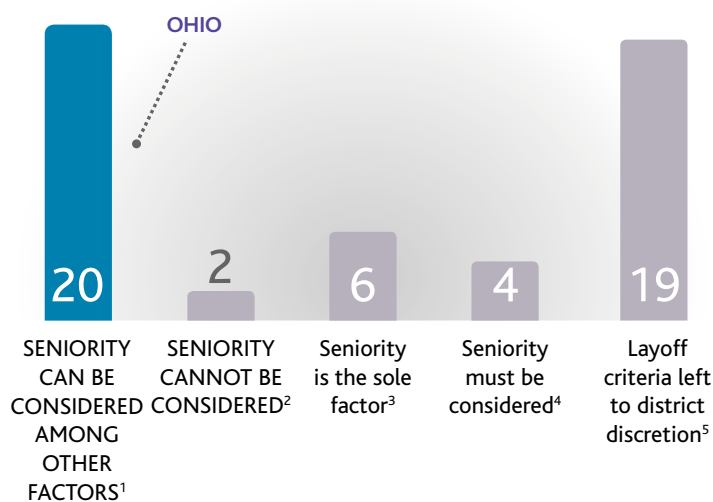 OHIO
20
2
6
4
19
SENIORITY
CAN BE
CONSIDERED
AMONG
OTHER
FACTORS¹
SENIORITY
CANNOT BE
CONSIDERED²
Seniority
is the sole
factor³
Seniority
must be
considered⁴
Layoff
criteria left
to district
discretion⁵